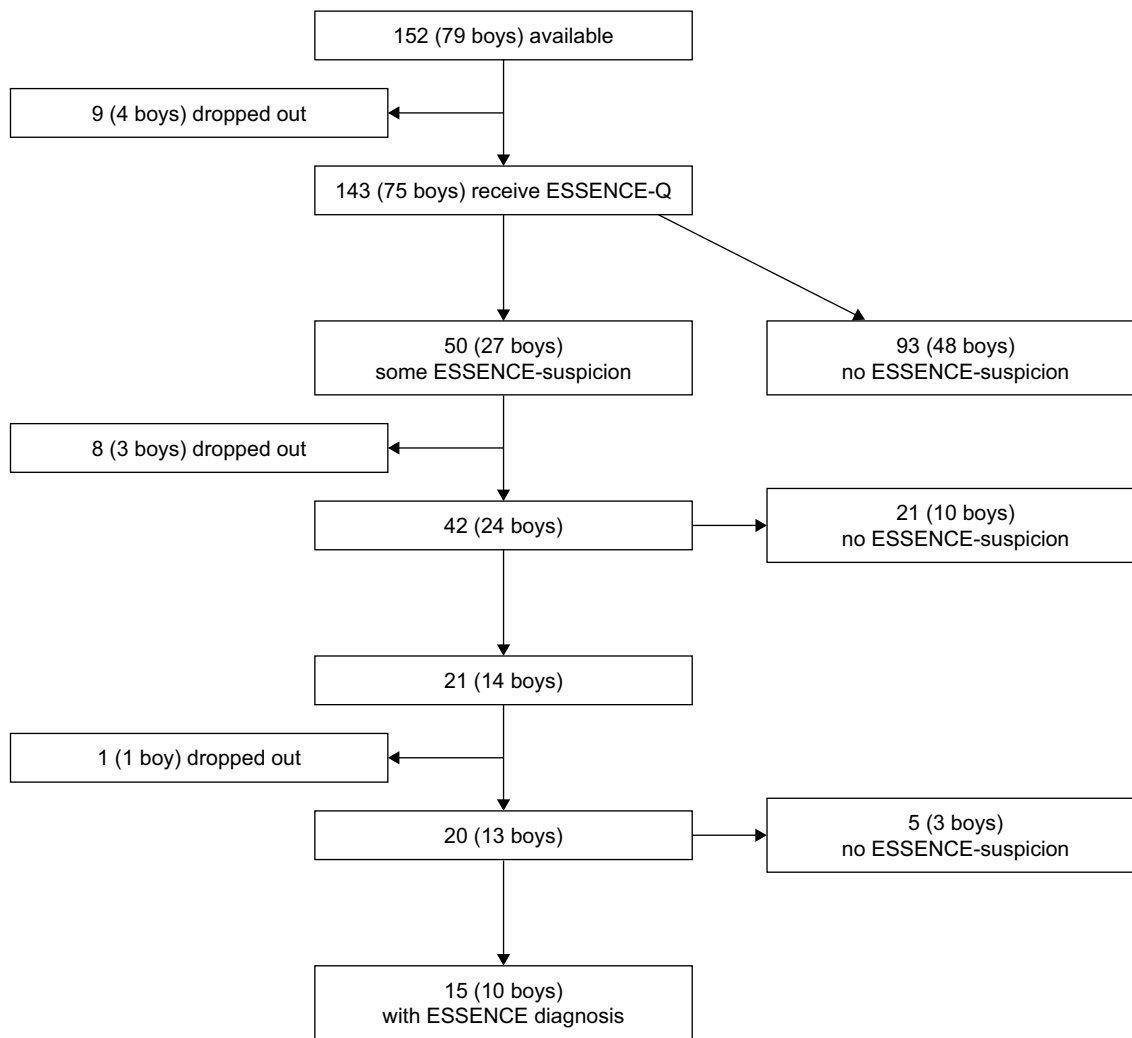 152 (79 boys) available
9 (4 boys) dropped out
143 (75 boys) receive ESSENCE-Q
50 (27 boys)
some ESSENCE-suspicion
93 (48 boys)
no ESSENCE-suspicion
8 (3 boys) dropped out
42 (24 boys)
21 (10 boys)
no ESSENCE-suspicion
21 (14 boys)
1 (1 boy) dropped out
20 (13 boys)
5 (3 boys)
no ESSENCE-suspicion
15 (10 boys)
with ESSENCE diagnosis